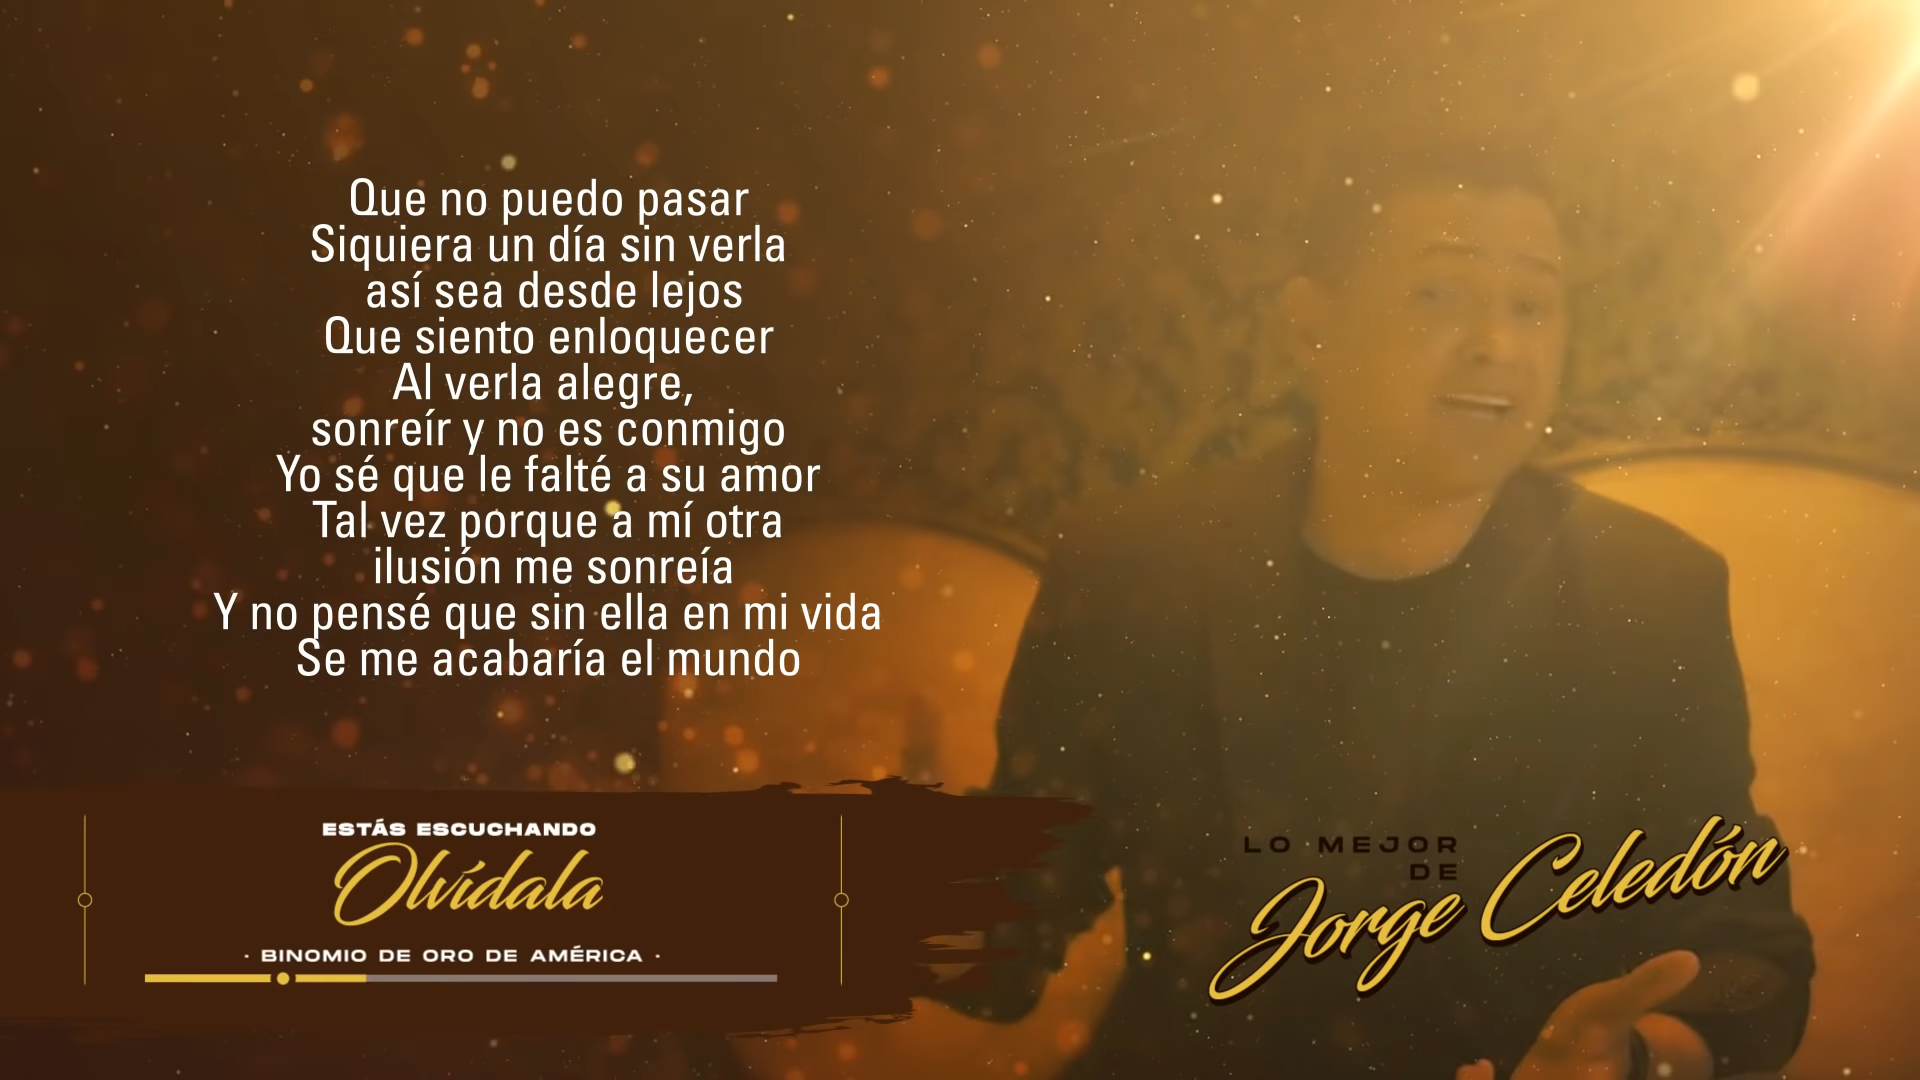 Que no puedo pasar
Siquiera un día sin verla
así sea desde lejos
Que siento enloquecer
Al verla alegre,
sonreír y no es conmigo
Yo sé que le falté a su amor
Tal vez porque a mí otra
ilusión me sonreía
Y no pensé que sin ella en mi vida
Se me acabaría el mundo
ESTÁS ESCUCHANDO
Olvídala
· BINOMIO DE ORO DE AMÉRICA ·
LO MEJOR
DE
Jorge Celedón